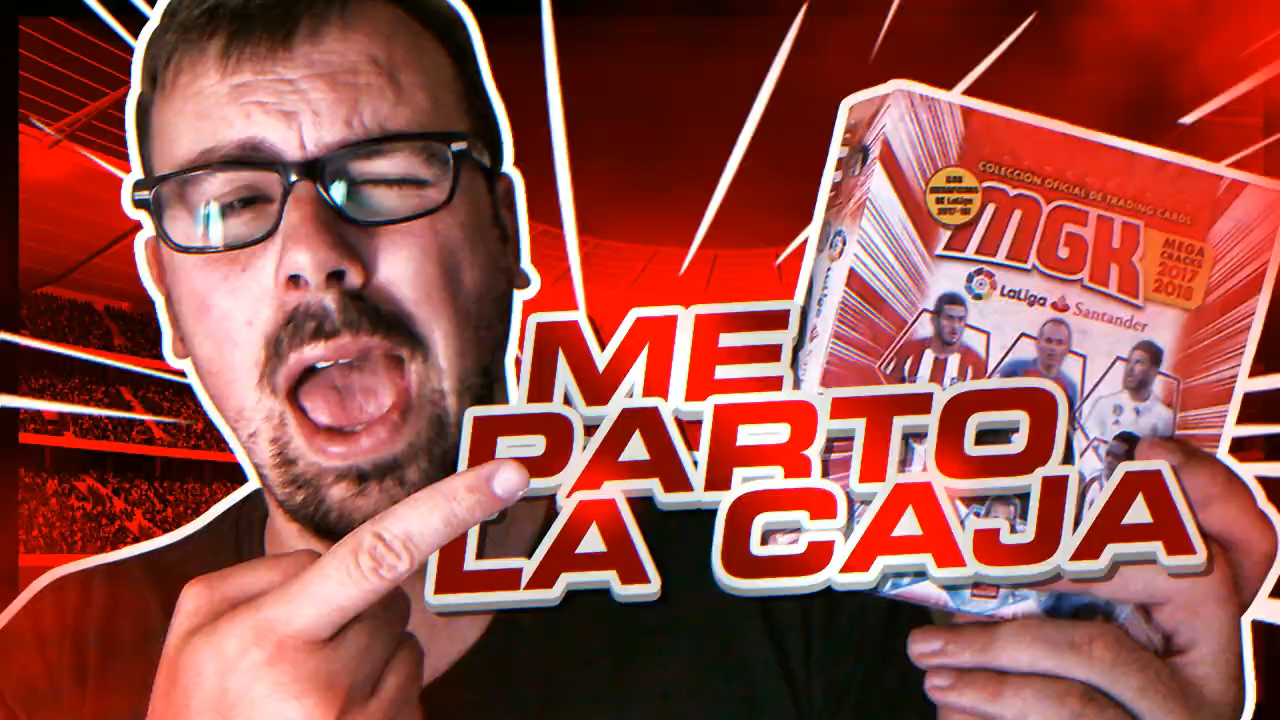 COLECCIÓN OFICIAL DE TRADING CARDS
MGK
MEGA
CRACKS
2017
2018
LaLiga Santander
ME
PARTO
LA CAJA